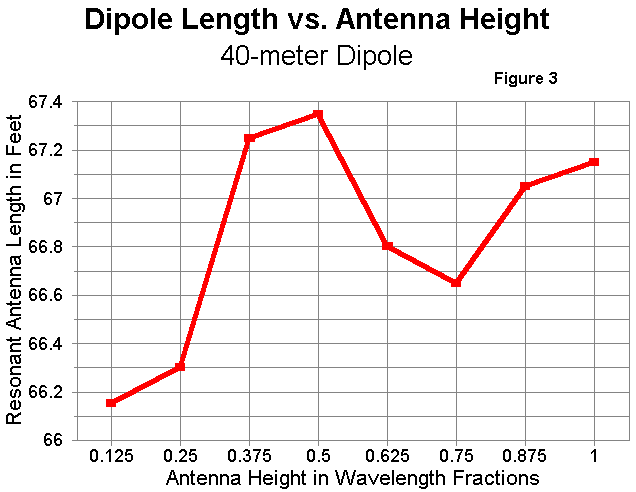 Dipole Length vs. Antenna Height
40-meter Dipole
Figure 3
Resonant Antenna Length in Feet
67.4
67.2
67
66.8
66.6
66.4
66.2
66
0.125 0.25 0.375 0.5 0.625 0.75 0.875 1
Antenna Height in Wavelength Fractions